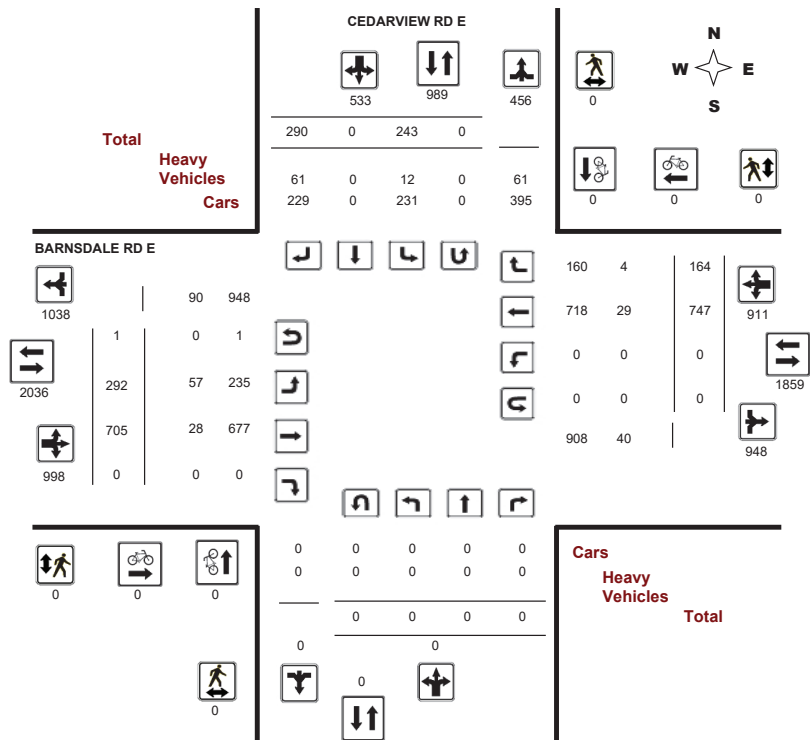 CEDARVIEW RD E
N
W E
S
533 989 456 0
290 0 243 0
Total
Heavy
Vehicles 61 0 12 0 61
Cars 229 0 231 0 395
0 0 0
BARNSDALE RD E
1038 90 948
1 0 1
2036 292 57 235
705 28 677
998 0 0 0
160 4 164
718 29 747 911
0 0 0
1859
0 0 0
908 40 948
0 0 0
0
0 0 0 0 0
0 0 0 0 0
0 0 0 0
0 0
0
Cars
Heavy
Vehicles
Total